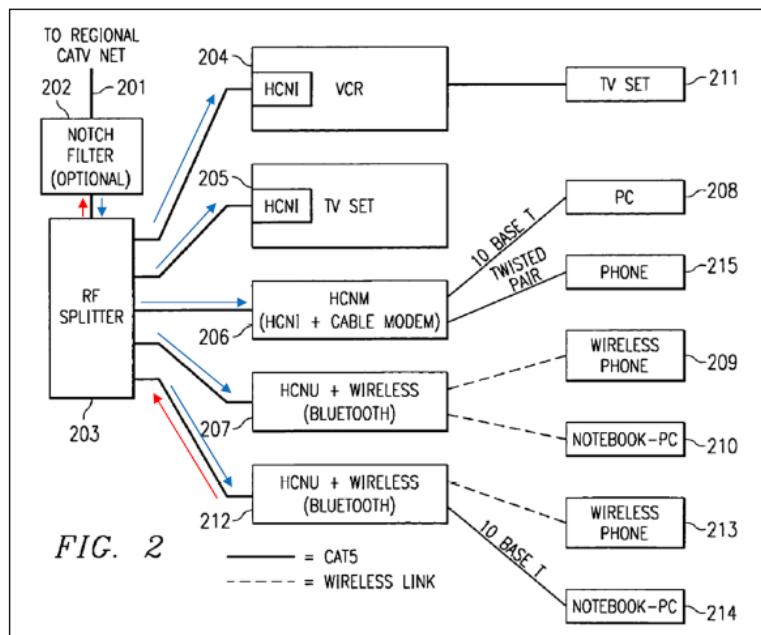 TO REGIONAL
CATV NET
202
201
NOTCH
FILTER
(OPTIONAL)
RF
SPLITTER
203
204
HCNI
VCR
TV SET
211
205
HCNI
TV SET
HCNM
(HCNI + CABLE MODEM)
206
10 BASE T
PC
208
TWISTED
PAIR
PHONE
215
HCNU + WIRELESS
(BLUETOOTH)
207
WIRELESS
PHONE
209
NOTEBOOK-PC
210
HCNU + WIRELESS
(BLUETOOTH)
212
WIRELESS
PHONE
213
10 BASE T
NOTEBOOK-PC
214
FIG. 2
= CAT5
= WIRELESS LINK